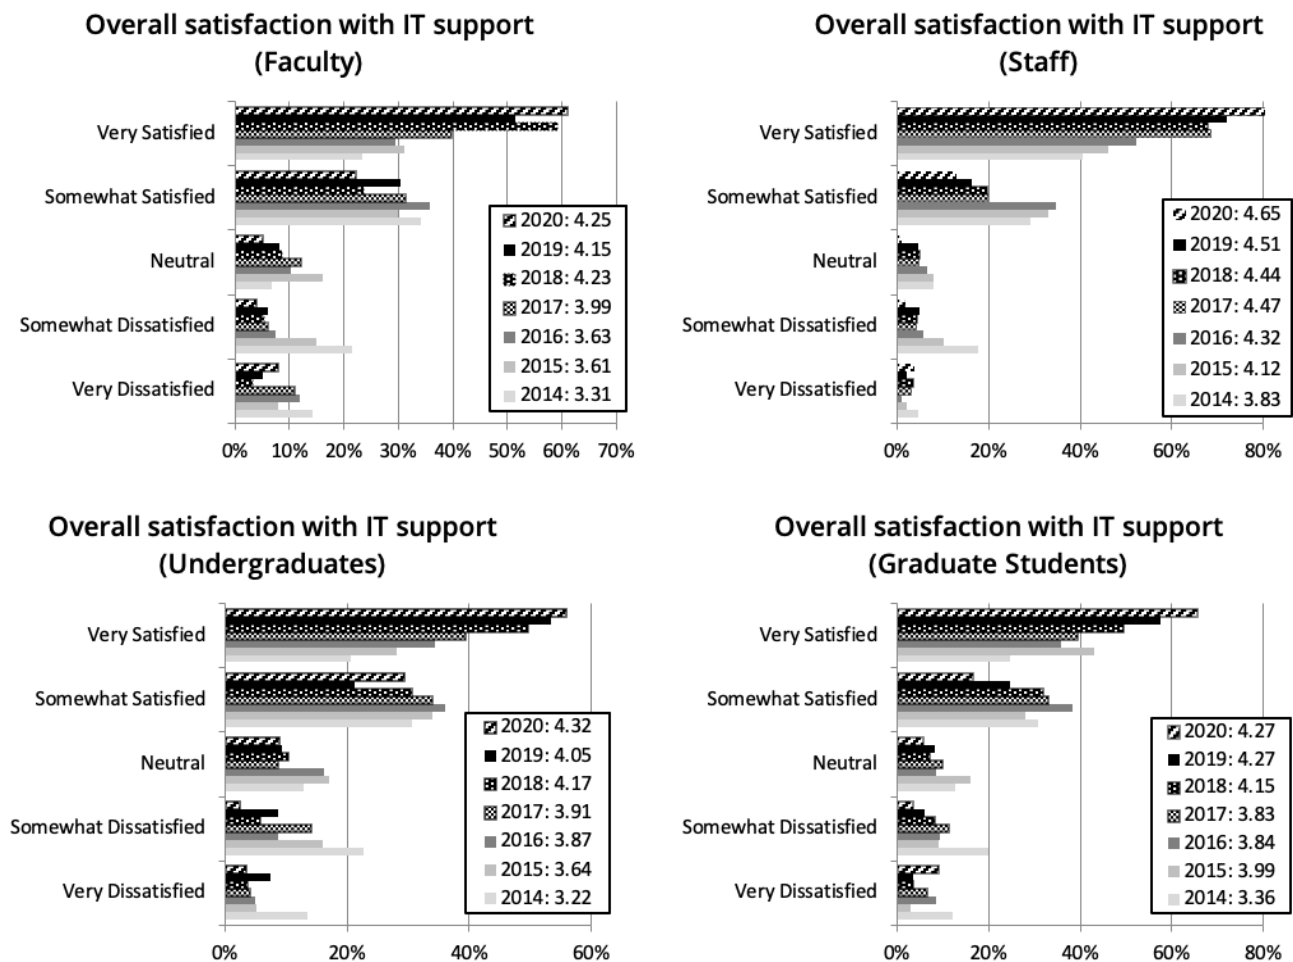 Overall satisfaction with IT support
(Faculty)
Very Satisfied
Somewhat Satisfied
Neutral
Somewhat Dissatisfied
Very Dissatisfied
2020: 4.25
2019: 4.15
2018: 4.23
2017: 3.99
2016: 3.63
2015: 3.61
2014: 3.31
0% 10% 20% 30% 40% 50% 60% 70%
Overall satisfaction with IT support
(Staff)
Very Satisfied
Somewhat Satisfied
Neutral
Somewhat Dissatisfied
Very Dissatisfied
2020: 4.65
2019: 4.51
2018: 4.44
2017: 4.47
2016: 4.32
2015: 4.12
2014: 3.83
0% 20% 40% 60% 80%
Overall satisfaction with IT support
(Undergraduates)
Very Satisfied
Somewhat Satisfied
Neutral
Somewhat Dissatisfied
Very Dissatisfied
2020: 4.32
2019: 4.05
2018: 4.17
2017: 3.91
2016: 3.87
2015: 3.64
2014: 3.22
0% 20% 40% 60%
Overall satisfaction with IT support
(Graduate Students)
Very Satisfied
Somewhat Satisfied
Neutral
Somewhat Dissatisfied
Very Dissatisfied
2020: 4.27
2019: 4.27
2018: 4.15
2017: 3.83
2016: 3.84
2015: 3.99
2014: 3.36
0% 20% 40% 60% 80%